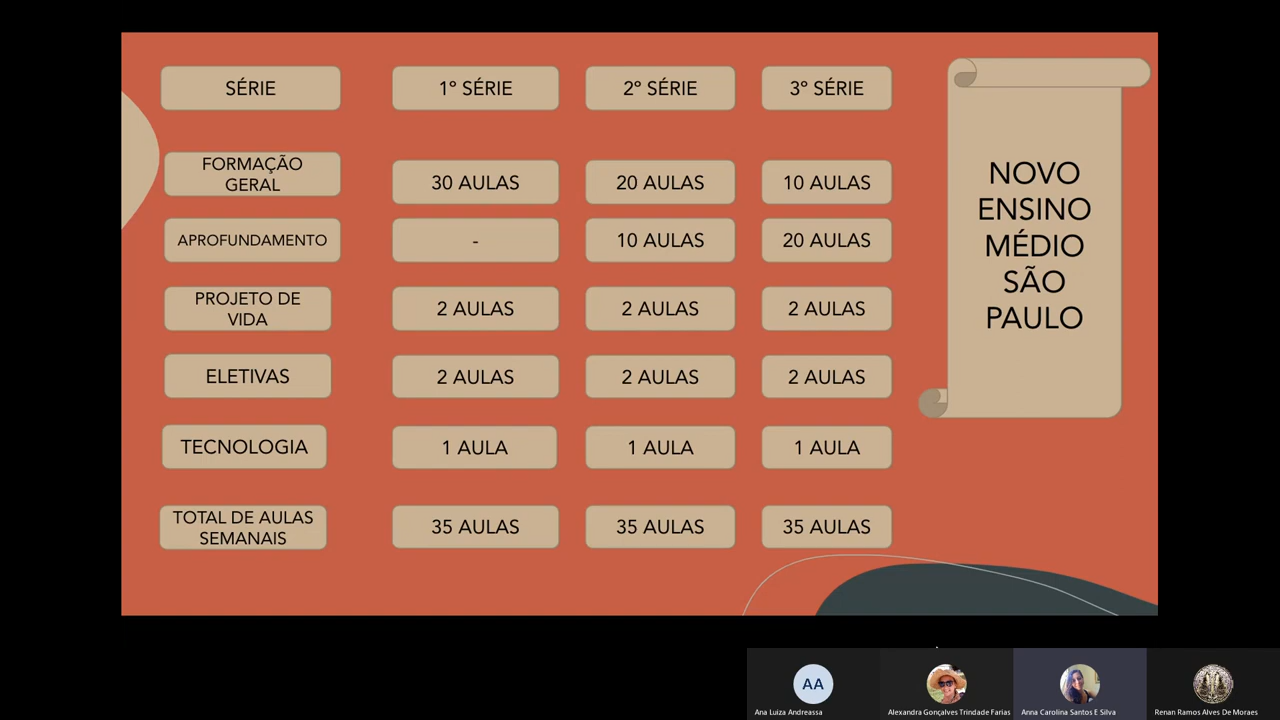 SÉRIE
1º SÉRIE
2º SÉRIE
3º SÉRIE
FORMAÇÃO
GERAL
30 AULAS
20 AULAS
10 AULAS
APROFUNDAMENTO
-
10 AULAS
20 AULAS
PROJETO DE
VIDA
2 AULAS
2 AULAS
2 AULAS
ELETIVAS
2 AULAS
2 AULAS
2 AULAS
TECNOLOGIA
1 AULA
1 AULA
1 AULA
TOTAL DE AULAS
SEMANAIS
35 AULAS
35 AULAS
35 AULAS
NOVO
ENSINO
MÉDIO
SÃO
PAULO
AA
Ana Luiza Andreassa
Alexandra Gonçalves Trindade Farias
Anna Carolina Santos E Silva
Renan Ramos Alves De Moraes